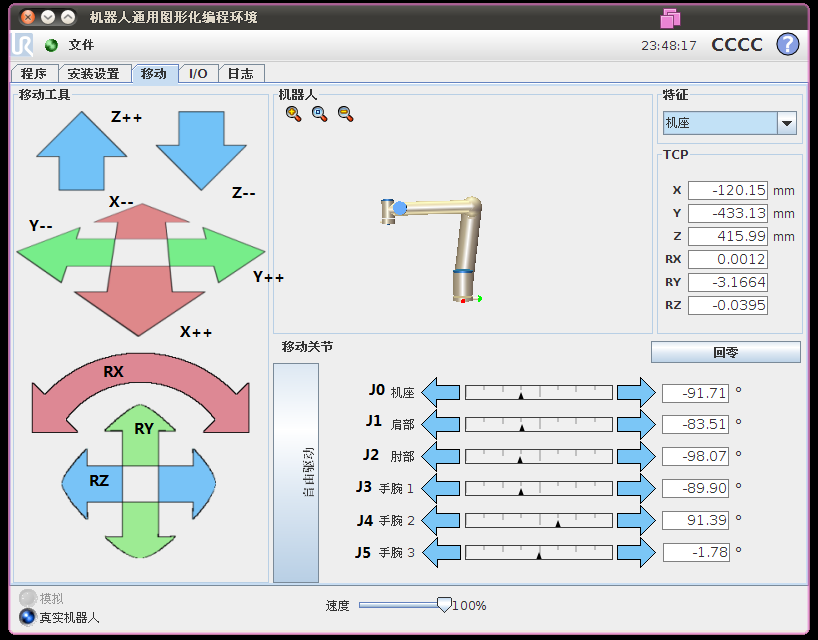 机器人通用图形化编程环境
UR 文件 23:48:17 CCCC ?
程序 安装设置 移动 I/O 日志
移动工具
Z++
Z--
X--
Y--
Y++
X++
RX
RY
RZ
机器人
特征
机座
TCP
X -120.15 mm
Y -433.13 mm
Z 415.99 mm
RX 0.0012
RY -3.1664
RZ -0.0395
移动关节
回零
自由驱动
J0 机座 -91.71 °
J1 肩部 -83.51 °
J2 肘部 -98.07 °
J3 手腕 1 -89.90 °
J4 手腕 2 91.39 °
J5 手腕 3 -1.78 °
模拟
真实机器人
速度 100%